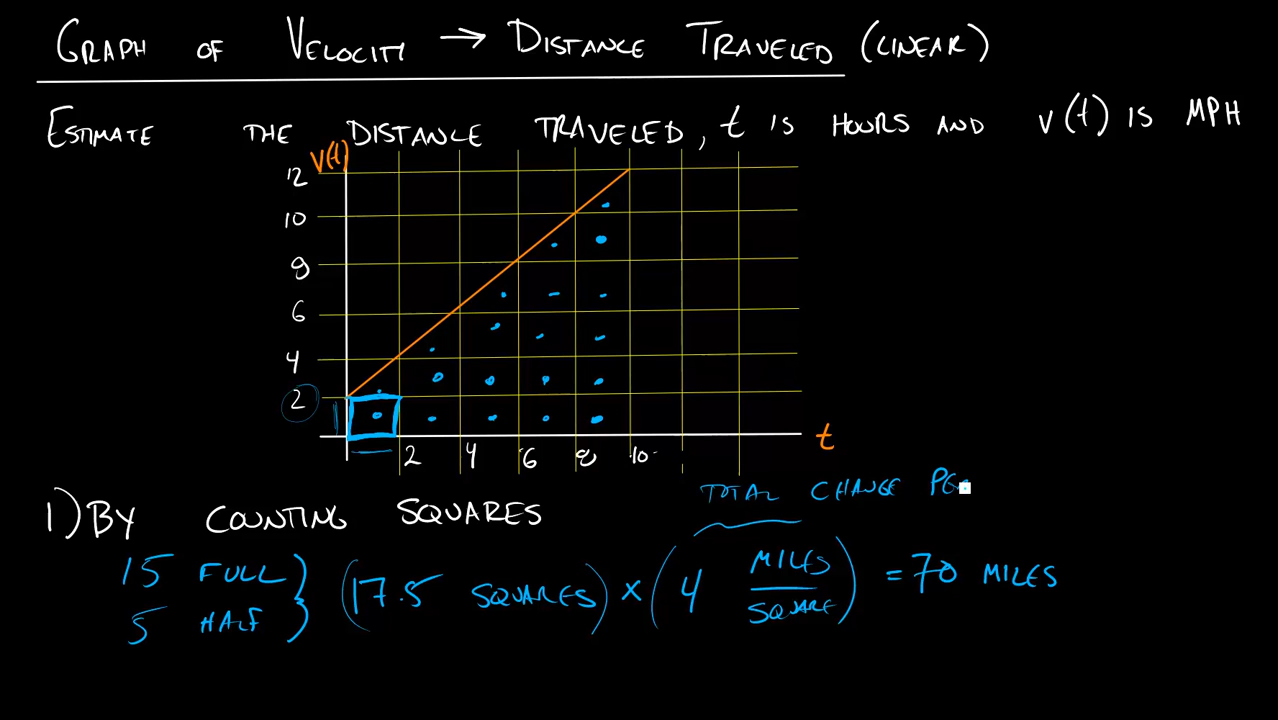 GRAPH OF VELOCITY → DISTANCE TRAVELED (LINEAR)
ESTIMATE THE DISTANCE TRAVELED, t IS HOURS AND v(t) IS MPH
v(t)
12
10
8
6
4
2
2 4 6 8 10
t
TOTAL CHANGE PER
1) BY COUNTING SQUARES
15 FULL
5 HALF
(17.5 SQUARES) × (4 MILES/SQUARE) = 70 MILES